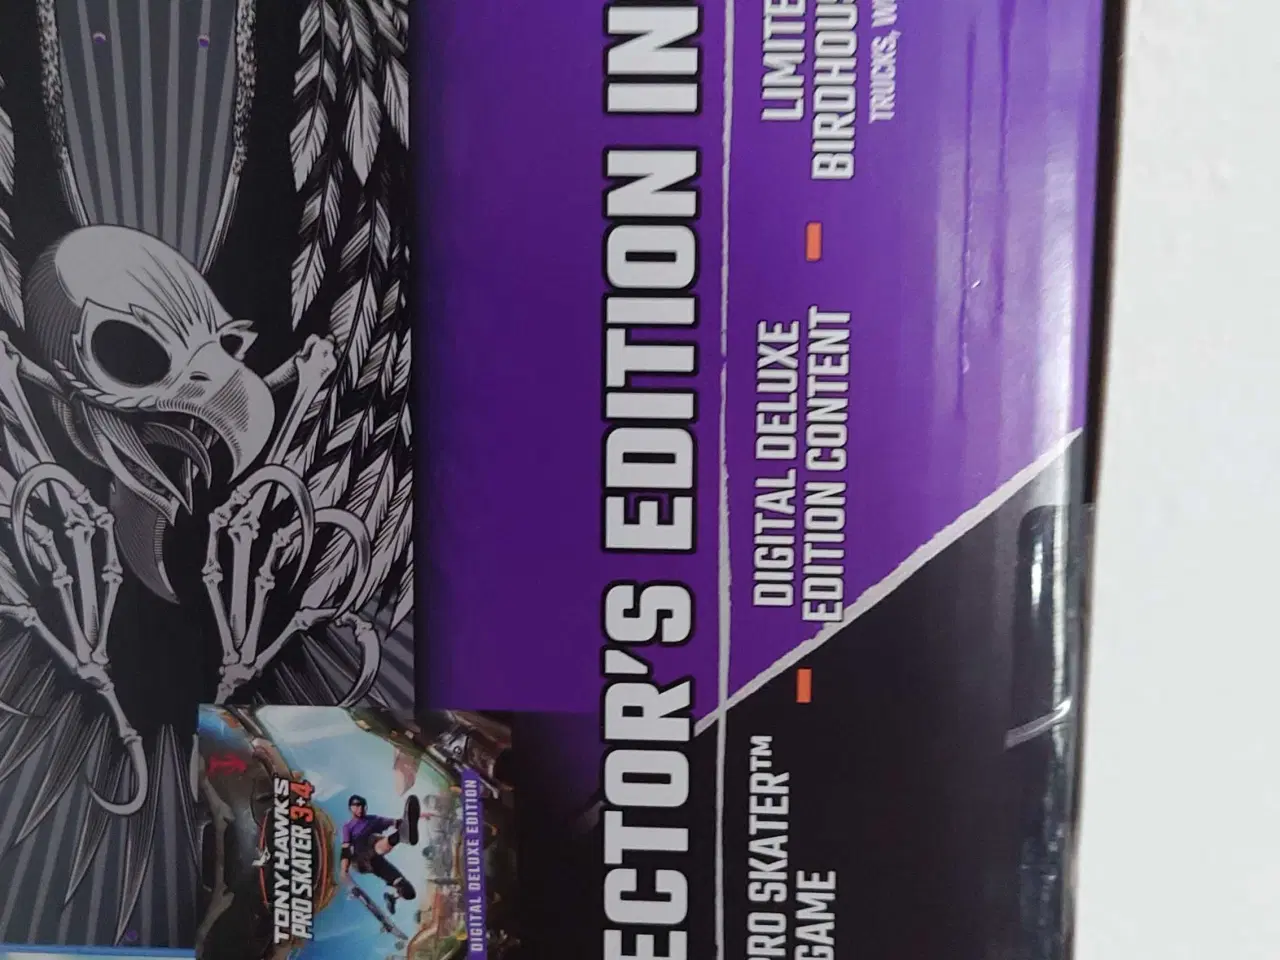 ECTOR'S EDITION IN
PRO SKATER™
GAME
DIGITAL DELUXE
EDITION CONTENT
LIMITE
BIRDHOUS
TRUCKS, W
TONY HAWK'S
PRO SKATER 3+4
DIGITAL DELUXE EDITION